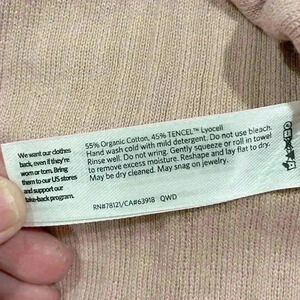 We want our clothes
back, even if they're
worn or torn. Bring
them to our US stores
and support our
take-back program.
55% Organic Cotton, 45% TENCEL™ Lyocell
Hand wash cold with mild detergent. Do not use bleach.
Rinse well. Do not wring. Gently squeeze or roll in towel
to remove excess moisture. Reshape and lay flat to dry.
May be dry cleaned. May snag on jewelry.
RN#78121/CA#63918 QWD